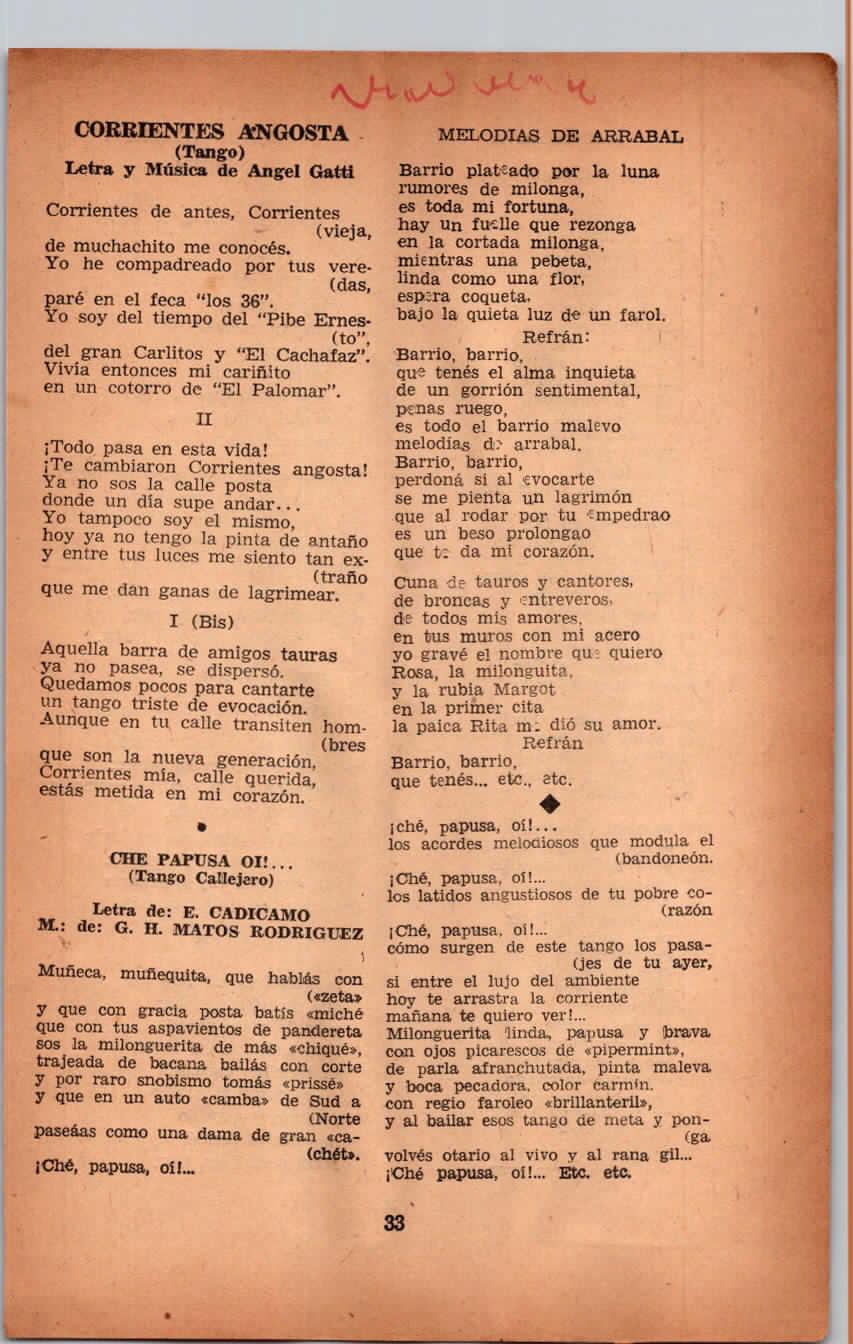 CORRIENTES ANGOSTA
(Tango)
Letra y Música de Angel Gatti
Corrientes de antes, Corrientes
(vieja,
de muchachito me conocés.
Yo he compadreado por tus vere-
(das,
paré en el feca "los 36".
Yo soy del tiempo del "Pibe Ernes-
(to",
del gran Carlitos y "El Cachafaz".
Vivía entonces mi cariñito
en un cotorro de "El Palomar".
II
¡Todo pasa en esta vida!
¡Te cambiaron Corrientes angosta!
Ya no sos la calle posta
donde un día supe andar...
Yo tampoco soy el mismo,
hoy ya no tengo la pinta de antaño
y entre tus luces me siento tan ex-
(traño
que me dan ganas de lagrimear.
I (Bis)
Aquella barra de amigos tauras
ya no pasea, se dispersó.
Quedamos pocos para cantarte
un tango triste de evocación.
Aunque en tu calle transiten hom-
(bres
que son la nueva generación,
Corrientes mía, calle querida,
estás metida en mi corazón.
CHE PAPUSA OI!...
(Tango Callejero)
Letra de: E. CADICAMO
M.: de: G. H. MATOS RODRIGUEZ
Muñeca, muñequita, que hablás con
(«zeta»
y que con gracia posta batís «miché
que con tus aspavientos de pandereta
sos la milonguerita de más «chiqué»,
trajeada de bacana bailás con corte
y por raro snobismo tomás «prissé»
y que en un auto «camba» de Sud a
(Norte
paseáas como una dama de gran «ca-
(chét».
¡Ché, papusa, oí!...
MELODIAS DE ARRABAL
Barrio plateado por la luna
rumores de milonga,
es toda mi fortuna,
hay un fuelle que rezonga
en la cortada milonga,
mientras una pebeta,
linda como una flor,
espera coqueta,
bajo la quieta luz de un farol.
Refrán:
Barrio, barrio,
que tenés el alma inquieta
de un gorrión sentimental,
penas ruego,
es todo el barrio malevo
melodías de arrabal.
Barrio, barrio,
perdoná si al evocarte
se me pienta un lagrimón
que al rodar por tu empedrao
es un beso prolongao
que te da mi corazón.
Cuna de tauros y cantores,
de broncas y entreveros,
de todos mis amores,
en tus muros con mi acero
yo gravé el nombre que quiero
Rosa, la milonguita,
y la rubia Margot
en la primer cita
la paica Rita me dió su amor.
Refrán
Barrio, barrio,
que tenés... etc., etc.
¡ché, papusa, oí!...
los acordes melodiosos que modula el
(bandoneón.
¡Ché, papusa, oí!...
los latidos angustiosos de tu pobre co-
(razón
¡Ché, papusa, oí!...
cómo surgen de este tango los pasa-
(jes de tu ayer,
si entre el lujo del ambiente
hoy te arrastra la corriente
mañana te quiero ver!...
Milonguerita linda, papusa y brava
con ojos picarescos de «pipermint»,
de parla afranchutada, pinta maleva
y boca pecadora, color carmín.
con regio faroleo «brillanteril»,
y al bailar esos tango de meta y pon-
(ga
volvés otario al vivo y al rana gil...
¡Ché papusa, oí!... Etc. etc.
33